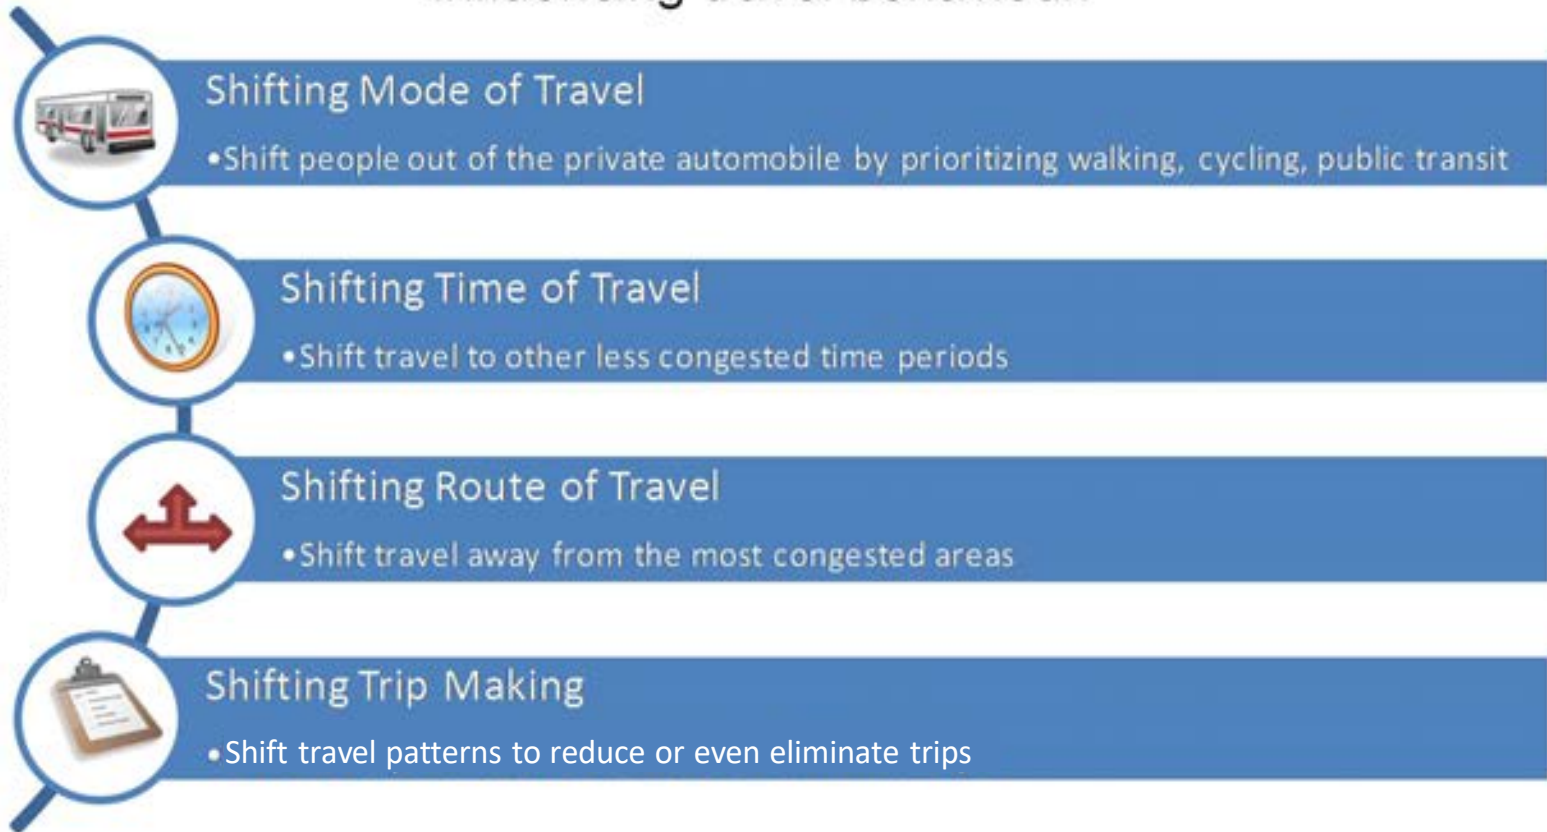 Shifting Mode of Travel
•Shift people out of the private automobile by prioritizing walking, cycling, public transit
Shifting Time of Travel
•Shift travel to other less congested time periods
Shifting Route of Travel
•Shift travel away from the most congested areas
Shifting Trip Making
•Shift travel patterns to reduce or even eliminate trips